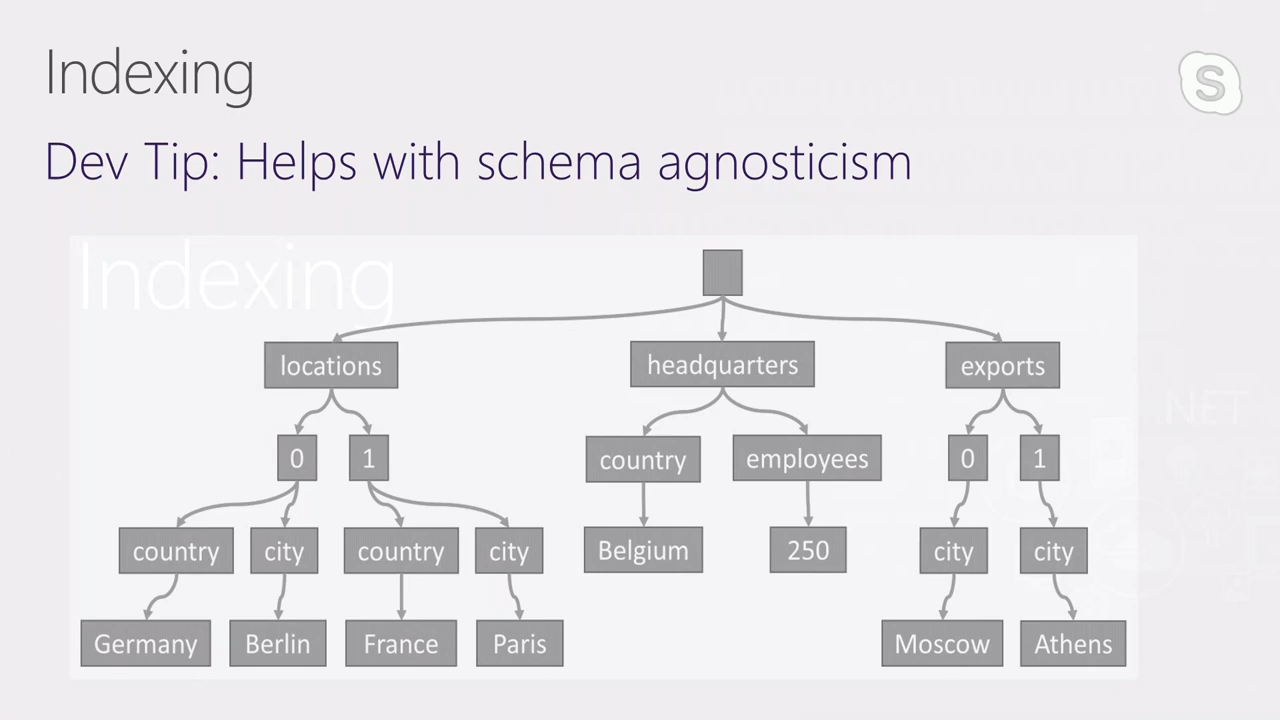 Indexing
S
Dev Tip: Helps with schema agnosticism
Indexing
locations
headquarters
exports
0
1
country
employees
0
1
country
city
country
city
Belgium
250
city
city
Germany
Berlin
France
Paris
Moscow
Athens
.NET